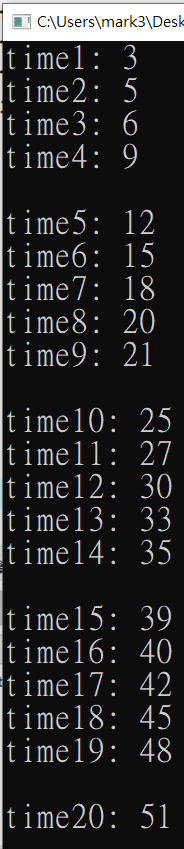 C:\Users\mark3\Desk
time1: 3
time2: 5
time3: 6
time4: 9
time5: 12
time6: 15
time7: 18
time8: 20
time9: 21
time10: 25
time11: 27
time12: 30
time13: 33
time14: 35
time15: 39
time16: 40
time17: 42
time18: 45
time19: 48
time20: 51